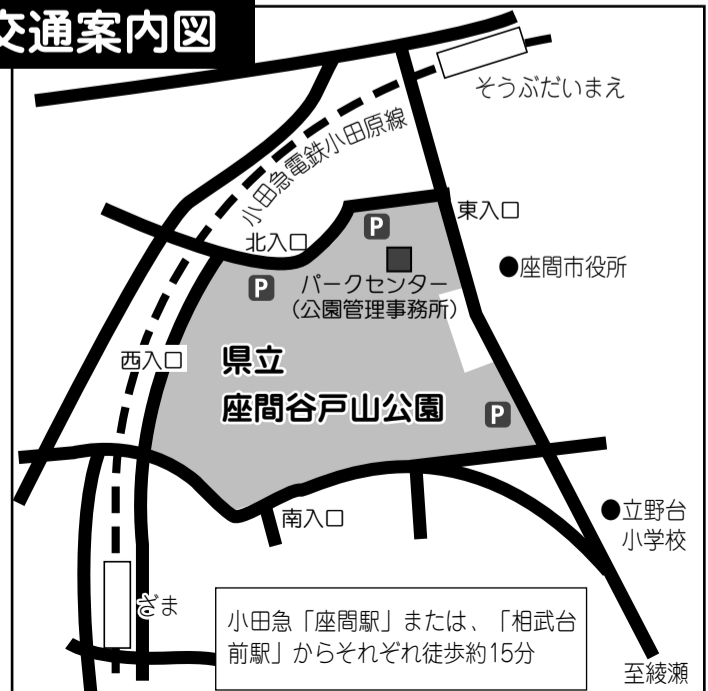 交通案内図
そうぶだいまえ
小田急電鉄小田原線
東入口
P
北入口
座間市役所
P
パークセンター
(公園管理事務所)
西入口
県立
座間谷戸山公園
P
立野台
小学校
南入口
ざま
小田急「座間駅」または、「相武台
前駅」からそれぞれ徒歩約15分
至綾瀬